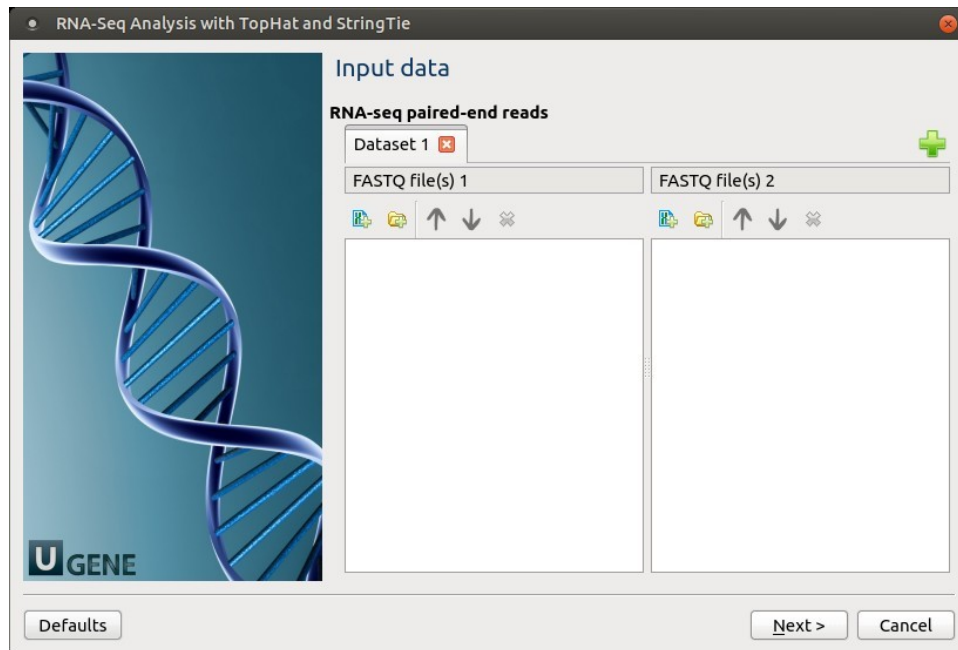 RNA-Seq Analysis with TopHat and StringTie
Input data
RNA-seq paired-end reads
Dataset 1
FASTQ file(s) 1
FASTQ file(s) 2
U GENE
Defaults
Next >
Cancel